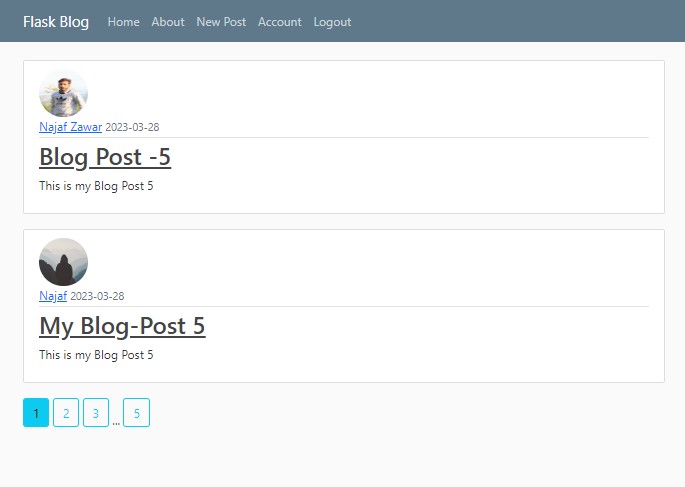 Flask Blog Home About New Post Account Logout
Najaf Zawar 2023-03-28
Blog Post -5
This is my Blog Post 5
Najaf 2023-03-28
My Blog-Post 5
This is my Blog Post 5
1 2 3 ... 5